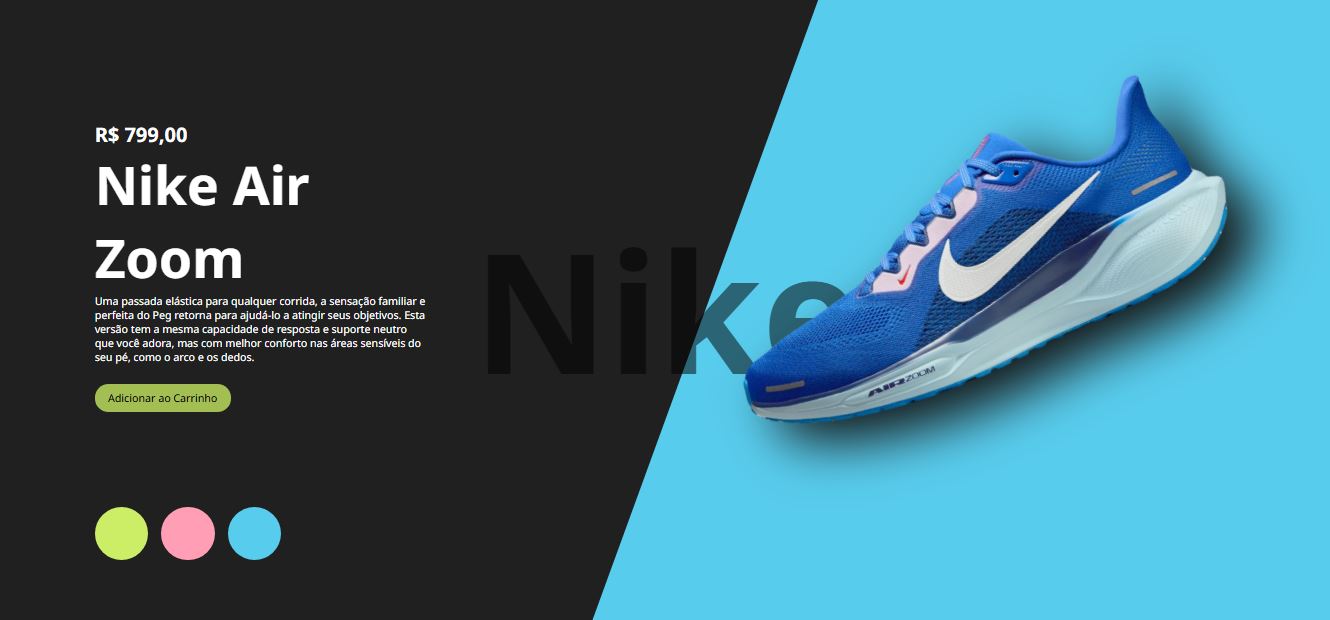 R$ 799,00
Nike Air
Zoom
Uma passada elástica para qualquer corrida, a sensação familiar e
perfeita do Peg retorna para ajudá-lo a atingir seus objetivos. Esta
versão tem a mesma capacidade de resposta e suporte neutro
que você adora, mas com melhor conforto nas áreas sensíveis do
seu pé, como o arco e os dedos.
Adicionar ao Carrinho
Nike
AIR ZOOM